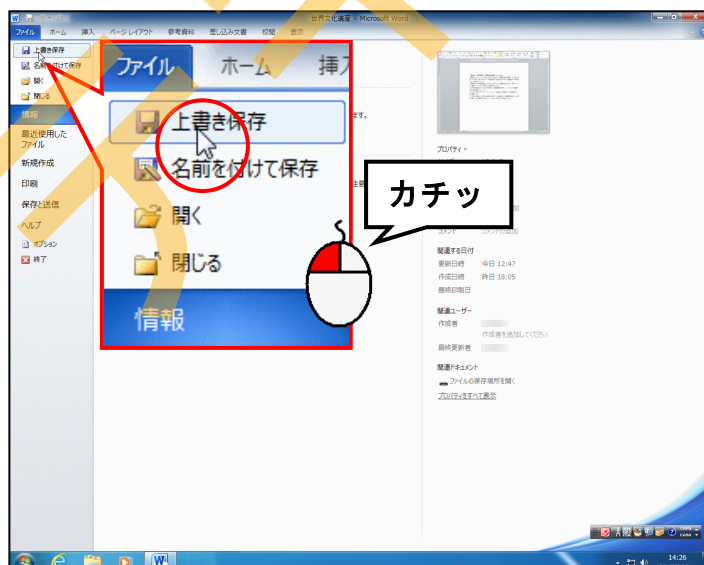 世界文化遺産 - Microsoft Word
ファイル ホーム 挿入 ページ レイアウト 参考資料 差し込み文書 校閲 表示
上書き保存
名前を付けて保存
開く
閉じる
情報
最近使用した
ファイル
新規作成
印刷
保存と送信
ヘルプ
オプション
終了
ファイル ホーム 挿入
上書き保存
名前を付けて保存
開く
閉じる
情報
カチッ
ます。
プロパティ
コメント コメントの追加
関連する日付
更新日時 今日 12:47
作成日時 昨日 18:05
最終印刷日
関連ユーザー
作成者
作成者を追加してください
最終更新者
関連ドキュメント
ファイルの保存場所を開く
プロパティをすべて表示
14:26